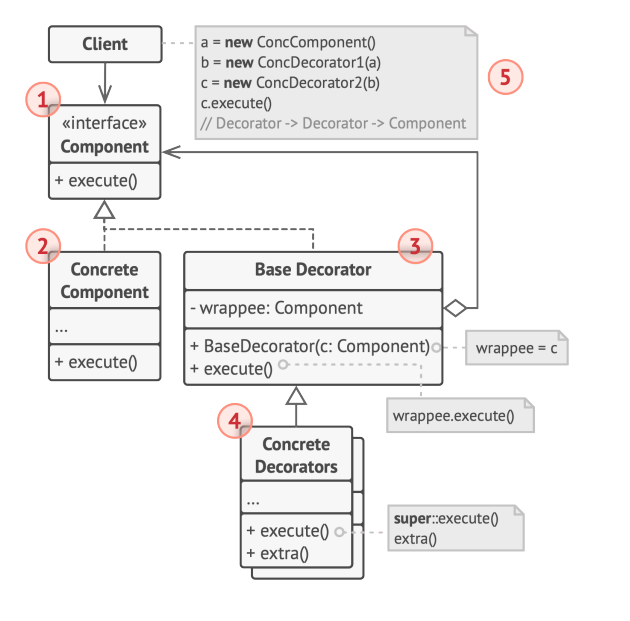 Client
a = new ConcComponent()
b = new ConcDecorator1(a)
c = new ConcDecorator2(b)
c.execute()
// Decorator -> Decorator -> Component
5
1
«interface»
Component
+ execute()
2
Concrete
Component
...
+ execute()
3
Base Decorator
- wrappee: Component
+ BaseDecorator(c: Component)
+ execute()
wrappee = c
wrappee.execute()
4
Concrete
Decorators
...
+ execute()
+ extra()
super::execute()
extra()